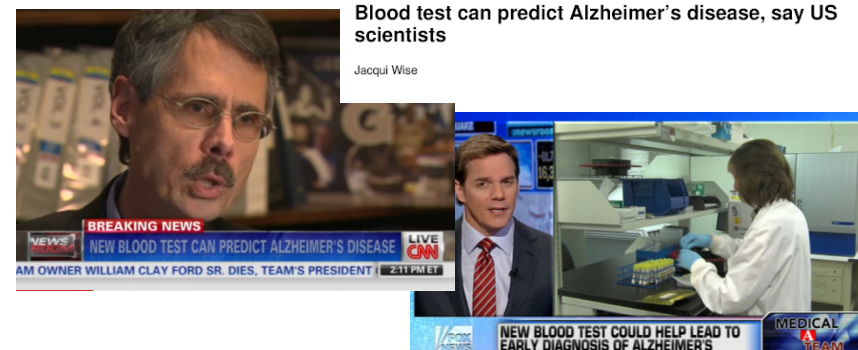 Blood test can predict Alzheimer's disease, say US
scientists
Jacqui Wise
BREAKING NEWS
NEWS
NEW BLOOD TEST CAN PREDICT ALZHEIMER'S DISEASE
LIVE
CNN
AM OWNER WILLIAM CLAY FORD SR. DIES, TEAM'S PRESIDENT
2:11 PM ET
newsroom
FOX
NEWS
NEW BLOOD TEST COULD HELP LEAD TO
EARLY DIAGNOSIS OF ALZHEIMER'S
MEDICAL
A
TEAM